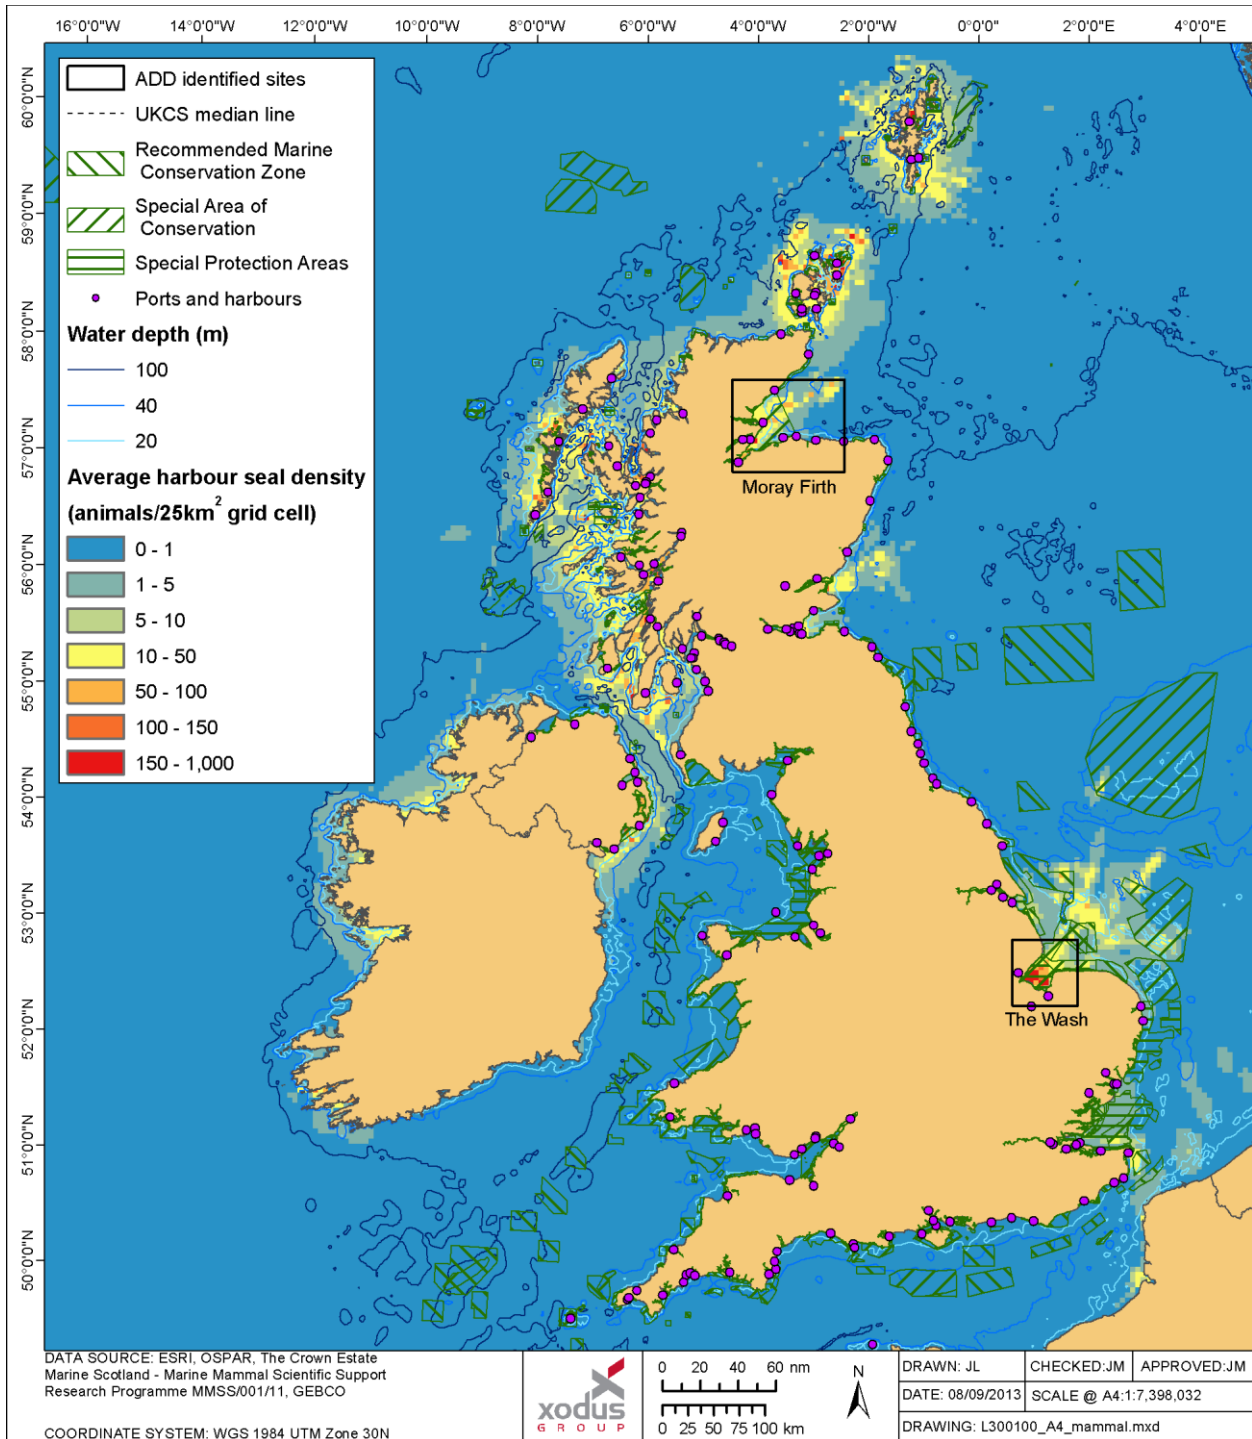 16°0'0"W 14°0'0"W 12°0'0"W 10°0'0"W 8°0'0"W 6°0'0"W 4°0'0"W 2°0'0"W 0°0'0"W 2°0'0"E 4°0'0"E
60°0'0"N
59°0'0"N
58°0'0"N
57°0'0"N
56°0'0"N
55°0'0"N
54°0'0"N
53°0'0"N
52°0'0"N
51°0'0"N
50°0'0"N
ADD identified sites
UKCS median line
Recommended Marine
Conservation Zone
Special Area of
Conservation
Special Protection Areas
Ports and harbours
Water depth (m)
100
40
20
Average harbour seal density
(animals/25km² grid cell)
0 - 1
1 - 5
5 - 10
10 - 50
50 - 100
100 - 150
150 - 1,000
Moray Firth
The Wash
DATA SOURCE: ESRI, OSPAR, The Crown Estate
Marine Scotland - Marine Mammal Scientific Support
Research Programme MMSS/001/11, GEBCO
COORDINATE SYSTEM: WGS 1984 UTM Zone 30N
xodus
GROUP
0 20 40 60 nm
0 25 50 75 100 km
N
DRAWN: JL
CHECKED:JM
APPROVED:JM
DATE: 08/09/2013
SCALE @ A4:1:7,398,032
DRAWING: L300100_A4_mammal.mxd